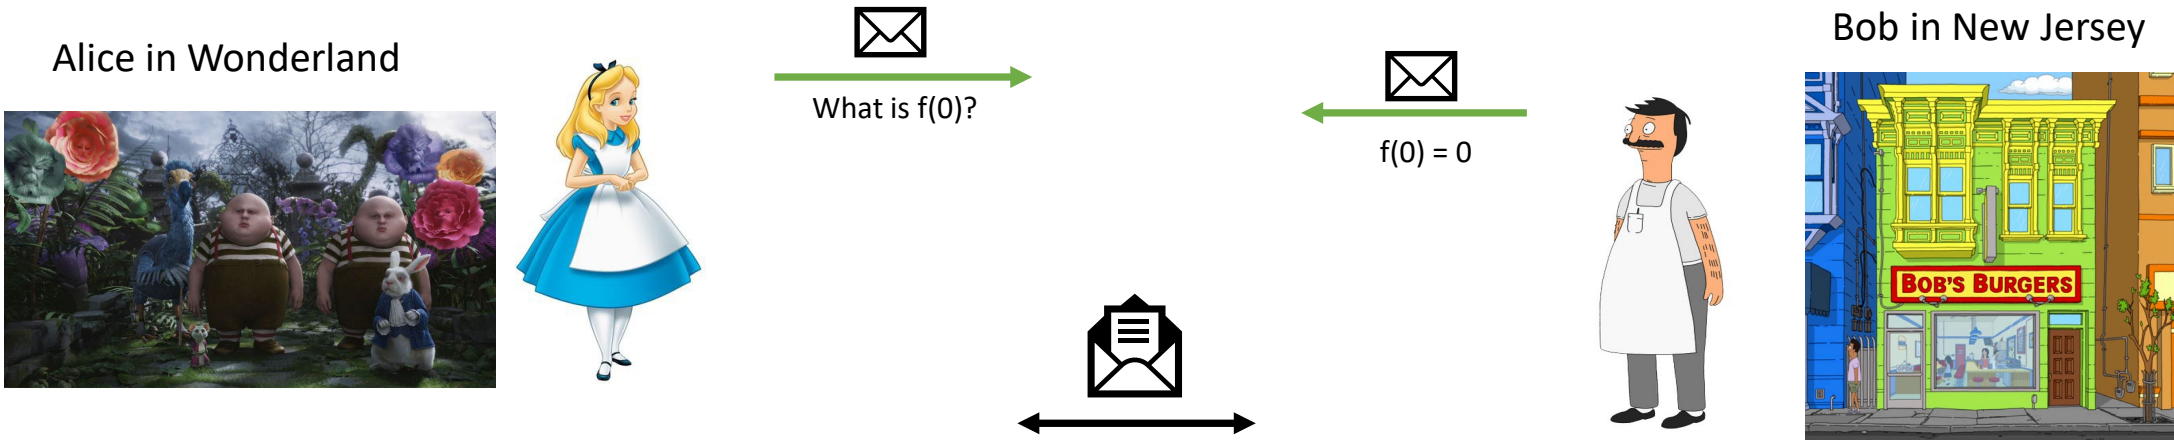 Alice in Wonderland
What is f(0)?
f(0) = 0
Bob in New Jersey
BOB'S BURGERS